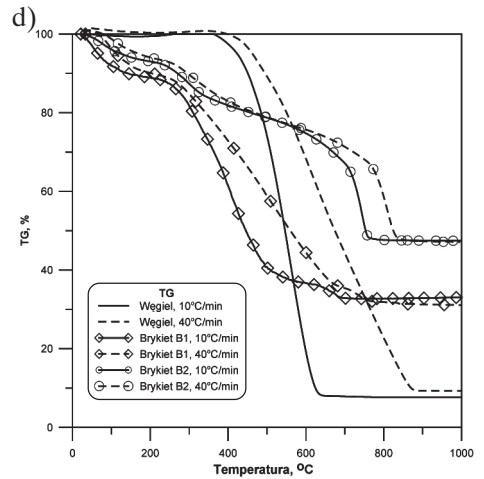 d)
100
80
60
40
20
0
TG, %
TG
Węgiel, 10°C/min
Węgiel, 40°C/min
Brykiet B1, 10°C/min
Brykiet B1, 40°C/min
Brykiet B2, 10°C/min
Brykiet B2, 40°C/min
0 200 400 600 800 1000
Temperatura, °C